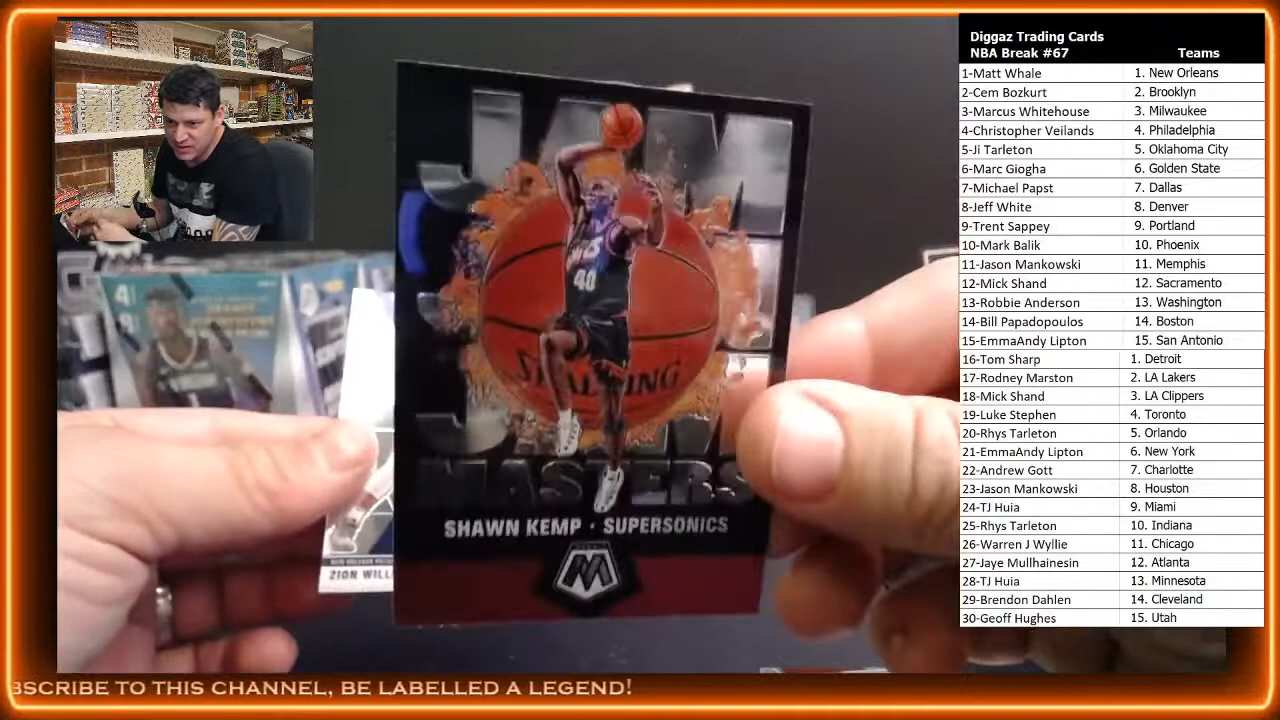 Diggaz Trading Cards
NBA Break #67 Teams
1-Matt Whale 1. New Orleans
2-Cem Bozkurt 2. Brooklyn
3-Marcus Whitehouse 3. Milwaukee
4-Christopher Veilands 4. Philadelphia
5-Ji Tarleton 5. Oklahoma City
6-Marc Giogha 6. Golden State
7-Michael Papst 7. Dallas
8-Jeff White 8. Denver
9-Trent Sappey 9. Portland
10-Mark Balik 10. Phoenix
11-Jason Mankowski 11. Memphis
12-Mick Shand 12. Sacramento
13-Robbie Anderson 13. Washington
14-Bill Papadopoulos 14. Boston
15-EmmaAndy Lipton 15. San Antonio
16-Tom Sharp 1. Detroit
17-Rodney Marston 2. LA Lakers
18-Mick Shand 3. LA Clippers
19-Luke Stephen 4. Toronto
20-Rhys Tarleton 5. Orlando
21-EmmaAndy Lipton 6. New York
22-Andrew Gott 7. Charlotte
23-Jason Mankowski 8. Houston
24-TJ Huia 9. Miami
25-Rhys Tarleton 10. Indiana
26-Warren J Wyllie 11. Chicago
27-Jaye Mullhainesin 12. Atlanta
28-TJ Huia 13. Minnesota
29-Brendon Dahlen 14. Cleveland
30-Geoff Hughes 15. Utah
40
SPALDING
MASTERS
SHAWN KEMP · SUPERSONICS
M
ZION WILL
BSCRIBE TO THIS CHANNEL, BE LABELLED A LEGEND!